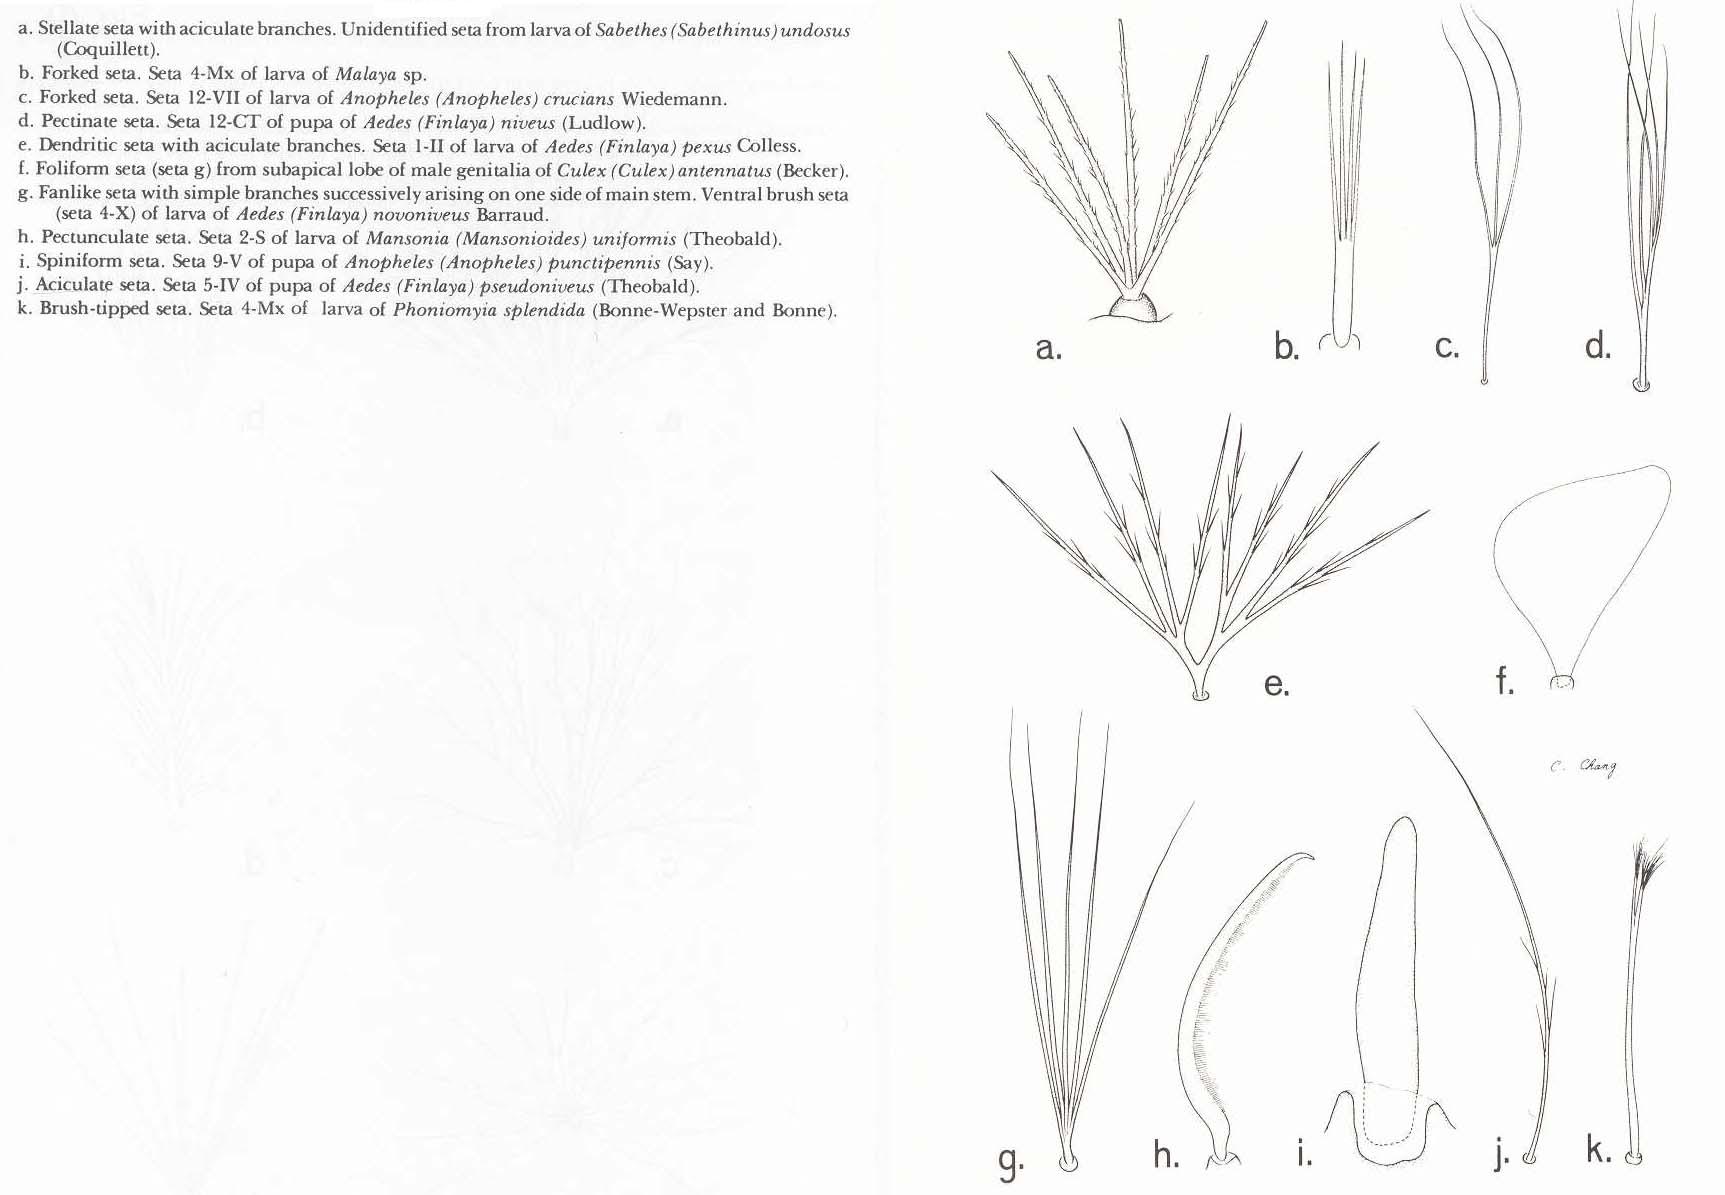 a. Stellate seta with aciculate branches. Unidentified seta from larva of Sabethes (Sabethinus) undosus
(Coquillett).
b. Forked seta. Seta 4-Mx of larva of Malaya sp.
c. Forked seta. Seta 12-VII of larva of Anopheles (Anopheles) crucians Wiedemann.
d. Pectinate seta. Seta 12-CT of pupa of Aedes (Finlaya) niveus (Ludlow).
e. Dendritic seta with aciculate branches. Seta 1-II of larva of Aedes (Finlaya) pexus Colless.
f. Foliform seta (seta g) from subapical lobe of male genitalia of Culex (Culex) antennatus (Becker).
g. Fanlike seta with simple branches successively arising on one side of main stem. Ventral brush seta
(seta 4-X) of larva of Aedes (Finlaya) novoniveus Barraud.
h. Pectunculate seta. Seta 2-S of larva of Mansonia (Mansonioides) uniformis (Theobald).
i. Spiniform seta. Seta 9-V of pupa of Anopheles (Anopheles) punctipennis (Say).
j. Aciculate seta. Seta 5-IV of pupa of Aedes (Finlaya) pseudoniveus (Theobald).
k. Brush-tipped seta. Seta 4-Mx of larva of Phoniomyia splendida (Bonne-Wepster and Bonne).
a. b. c. d.
e. f.
C. Chang
g. h. i. j. k.